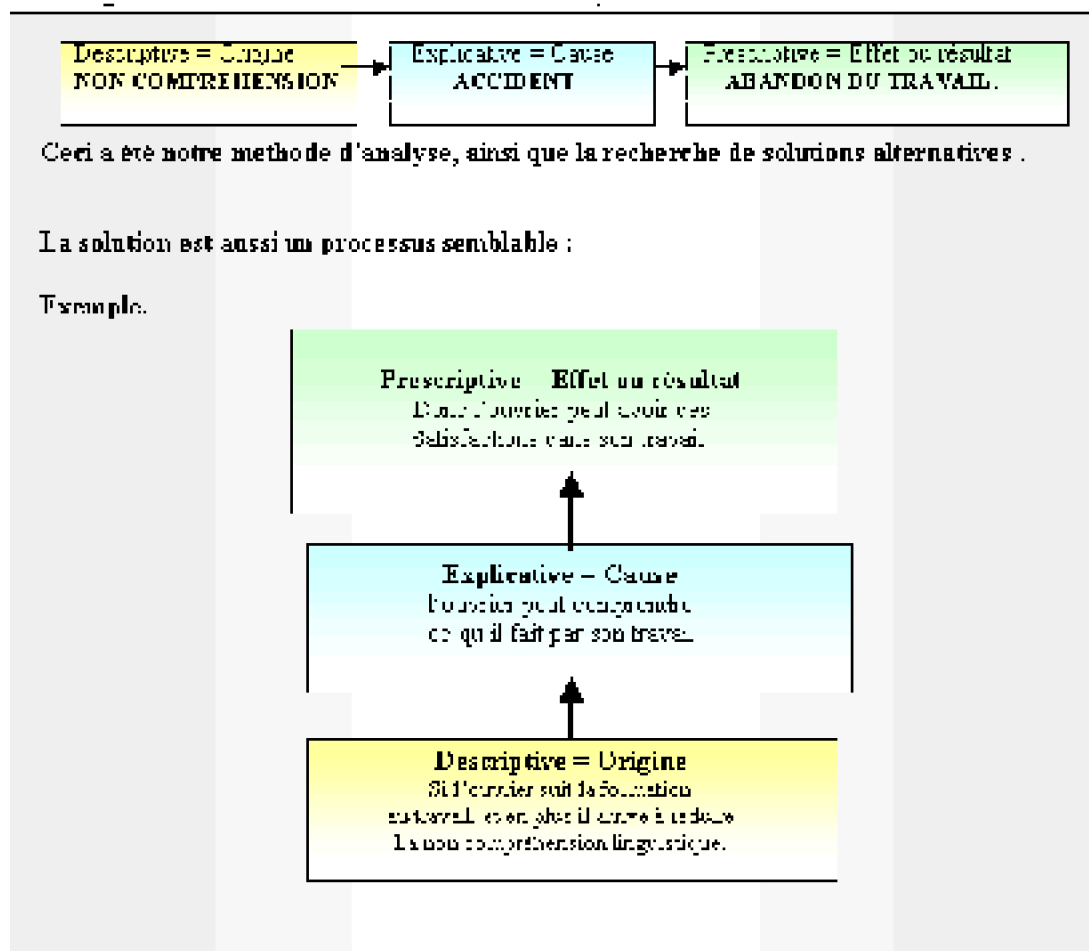 Descriptive = Origine
NON COMPREHENSION
Explicative = Cause
ACCIDENT
Prescriptive = Effet ou résultat
ABANDON DU TRAVAIL.
Ceci a été notre methode d'analyse, ainsi que la recherche de solutions alternatives .
La solution est aussi un processus semblable :
Exemple.
Prescriptive = Effet ou résultat
Donc l'ouvrier peut avoir des
Satisfactions dans son travail
Explicative = Cause
l'ouvrier peut comprendre
ce qu'il fait par son travail
Descriptive = Origine
Si l'ouvrier suit la formation
au travail et en plus il arrive à réduire
La non compréhension linguistique.